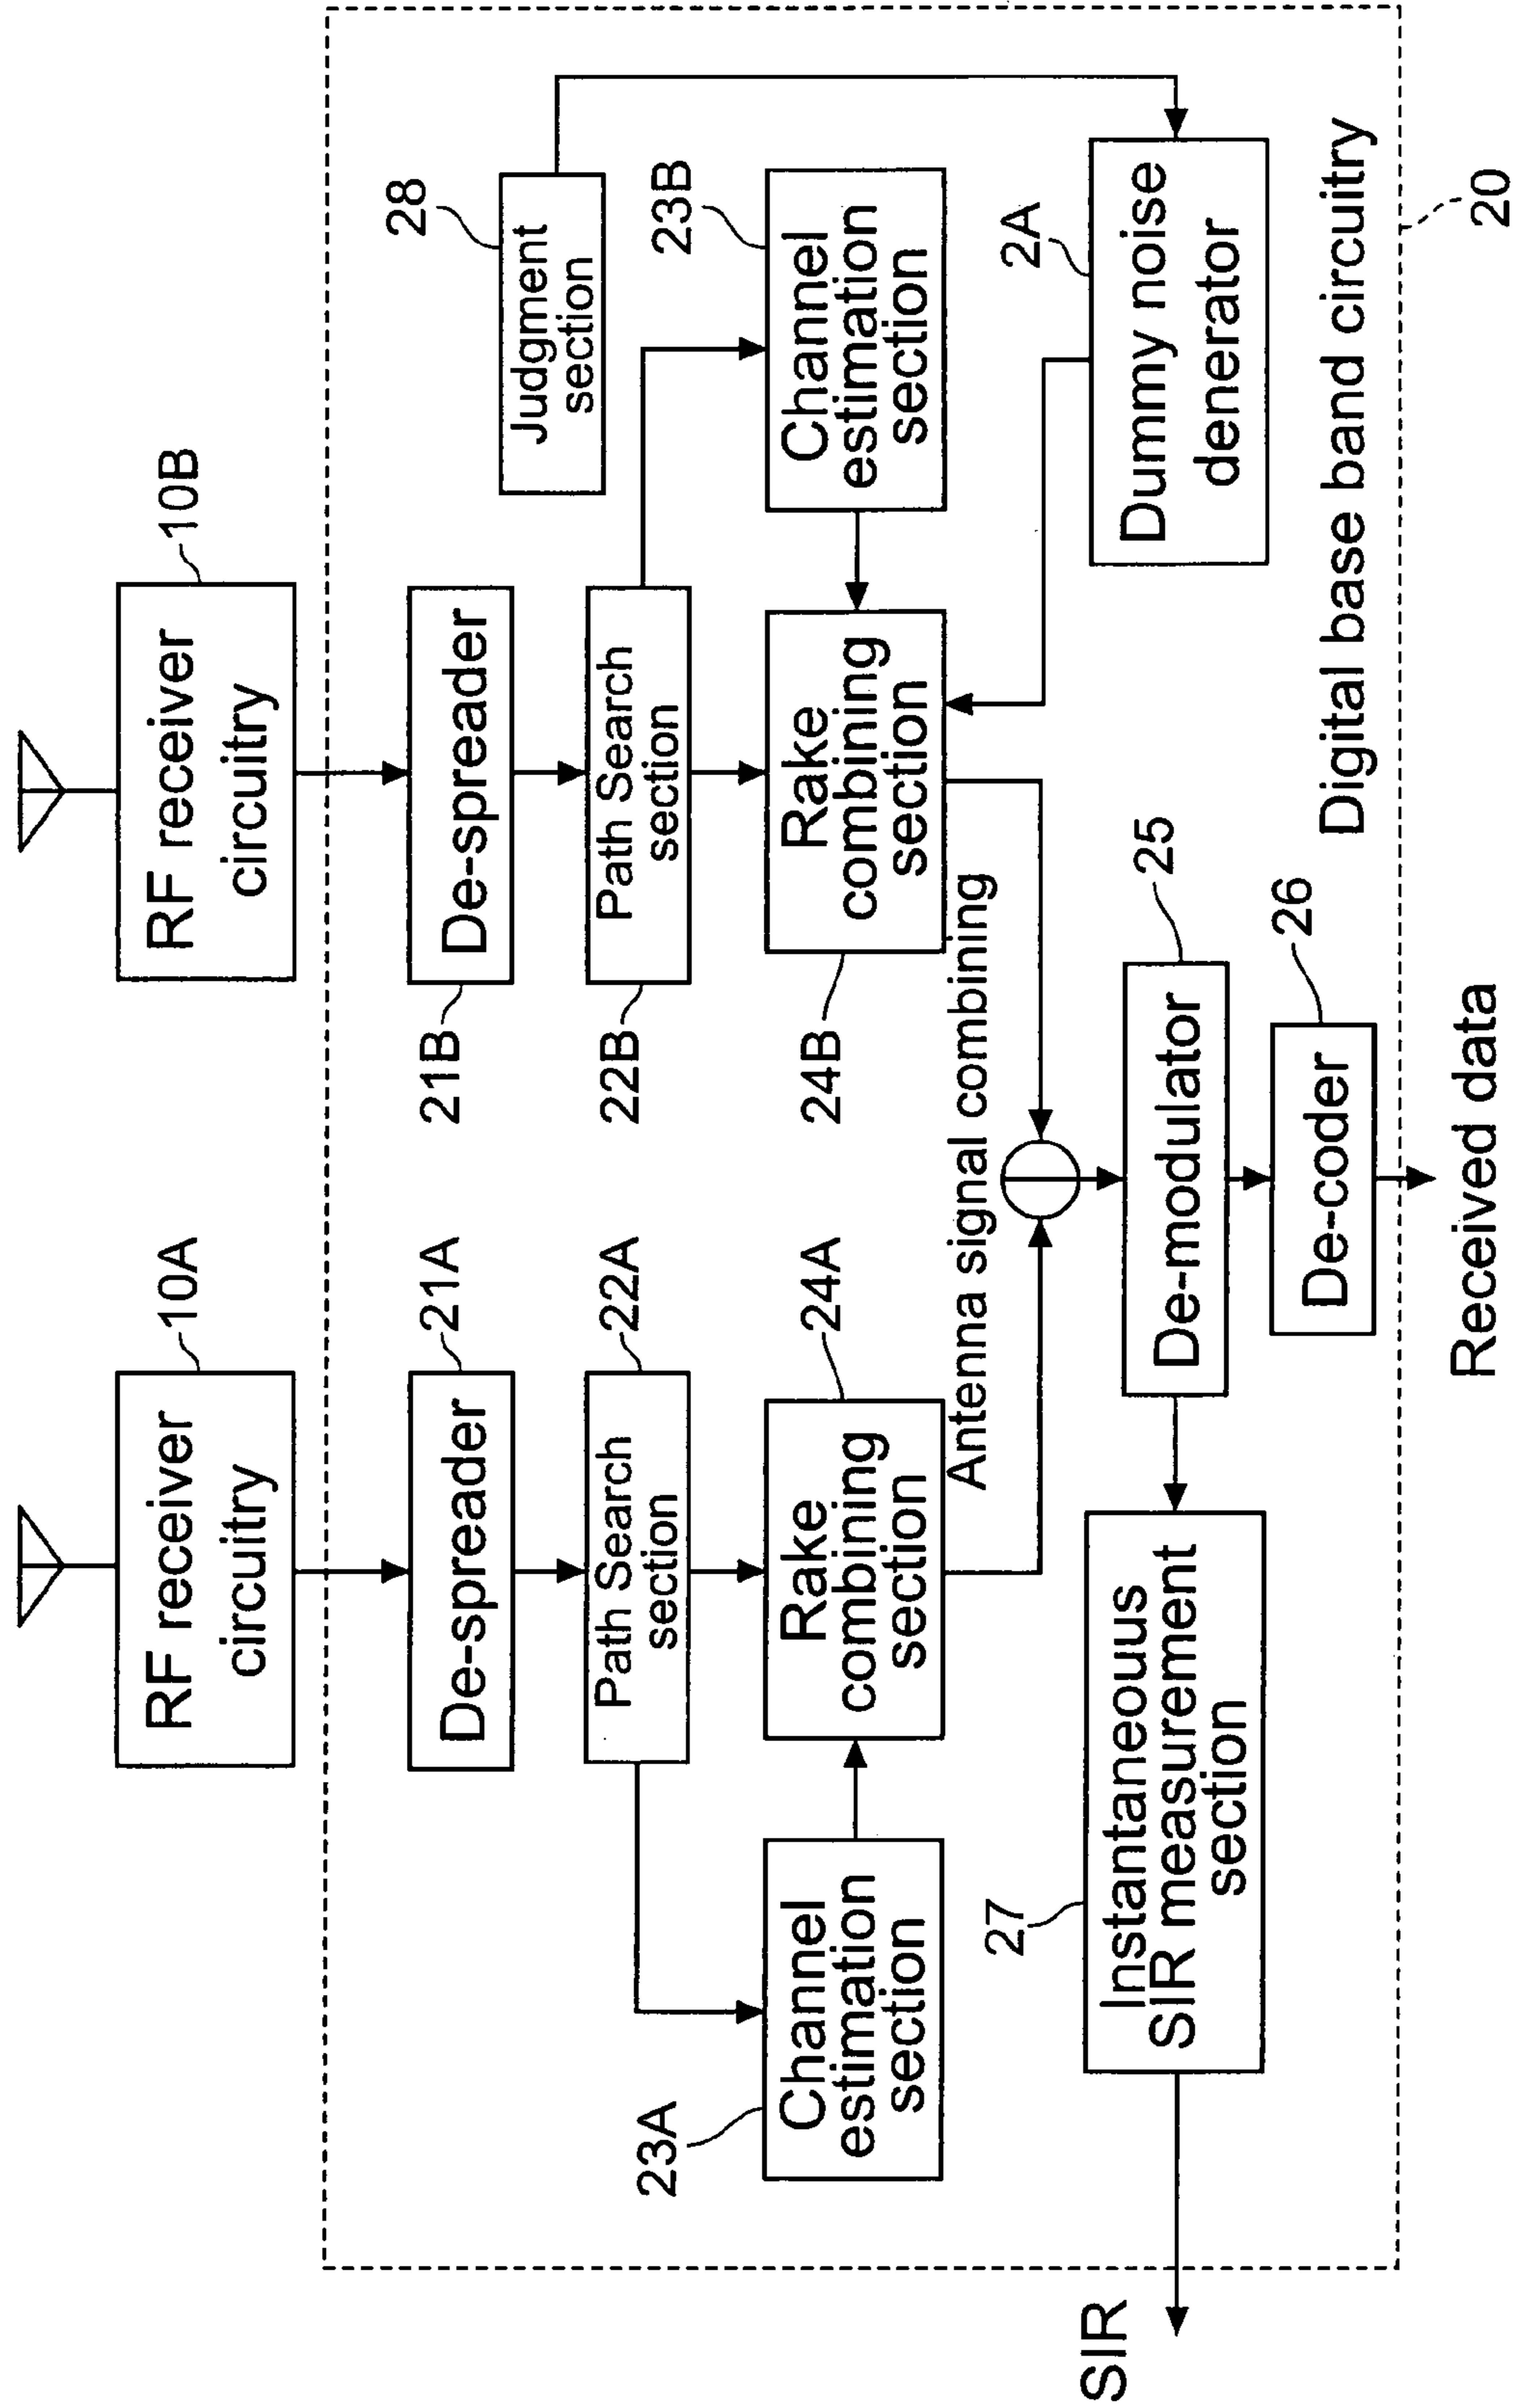 RF receiver
circuitry
10A
RF receiver
circuitry
10B
De-spreader
21A
21B
De-spreader
28
Judgment
section
Path Search
section
22A
22B
Path Search
section
23A
Channel
estimation
section
Rake
combining
section
24A
24B
Rake
combining
section
23B
Channel
estimation
section
Antenna signal combining
2A
Dummy noise
denerator
27
Instantaneouus
SIR measurement
section
De-modulator
25
De-coder
26
Digital base band circuitry
20
SIR
Received data